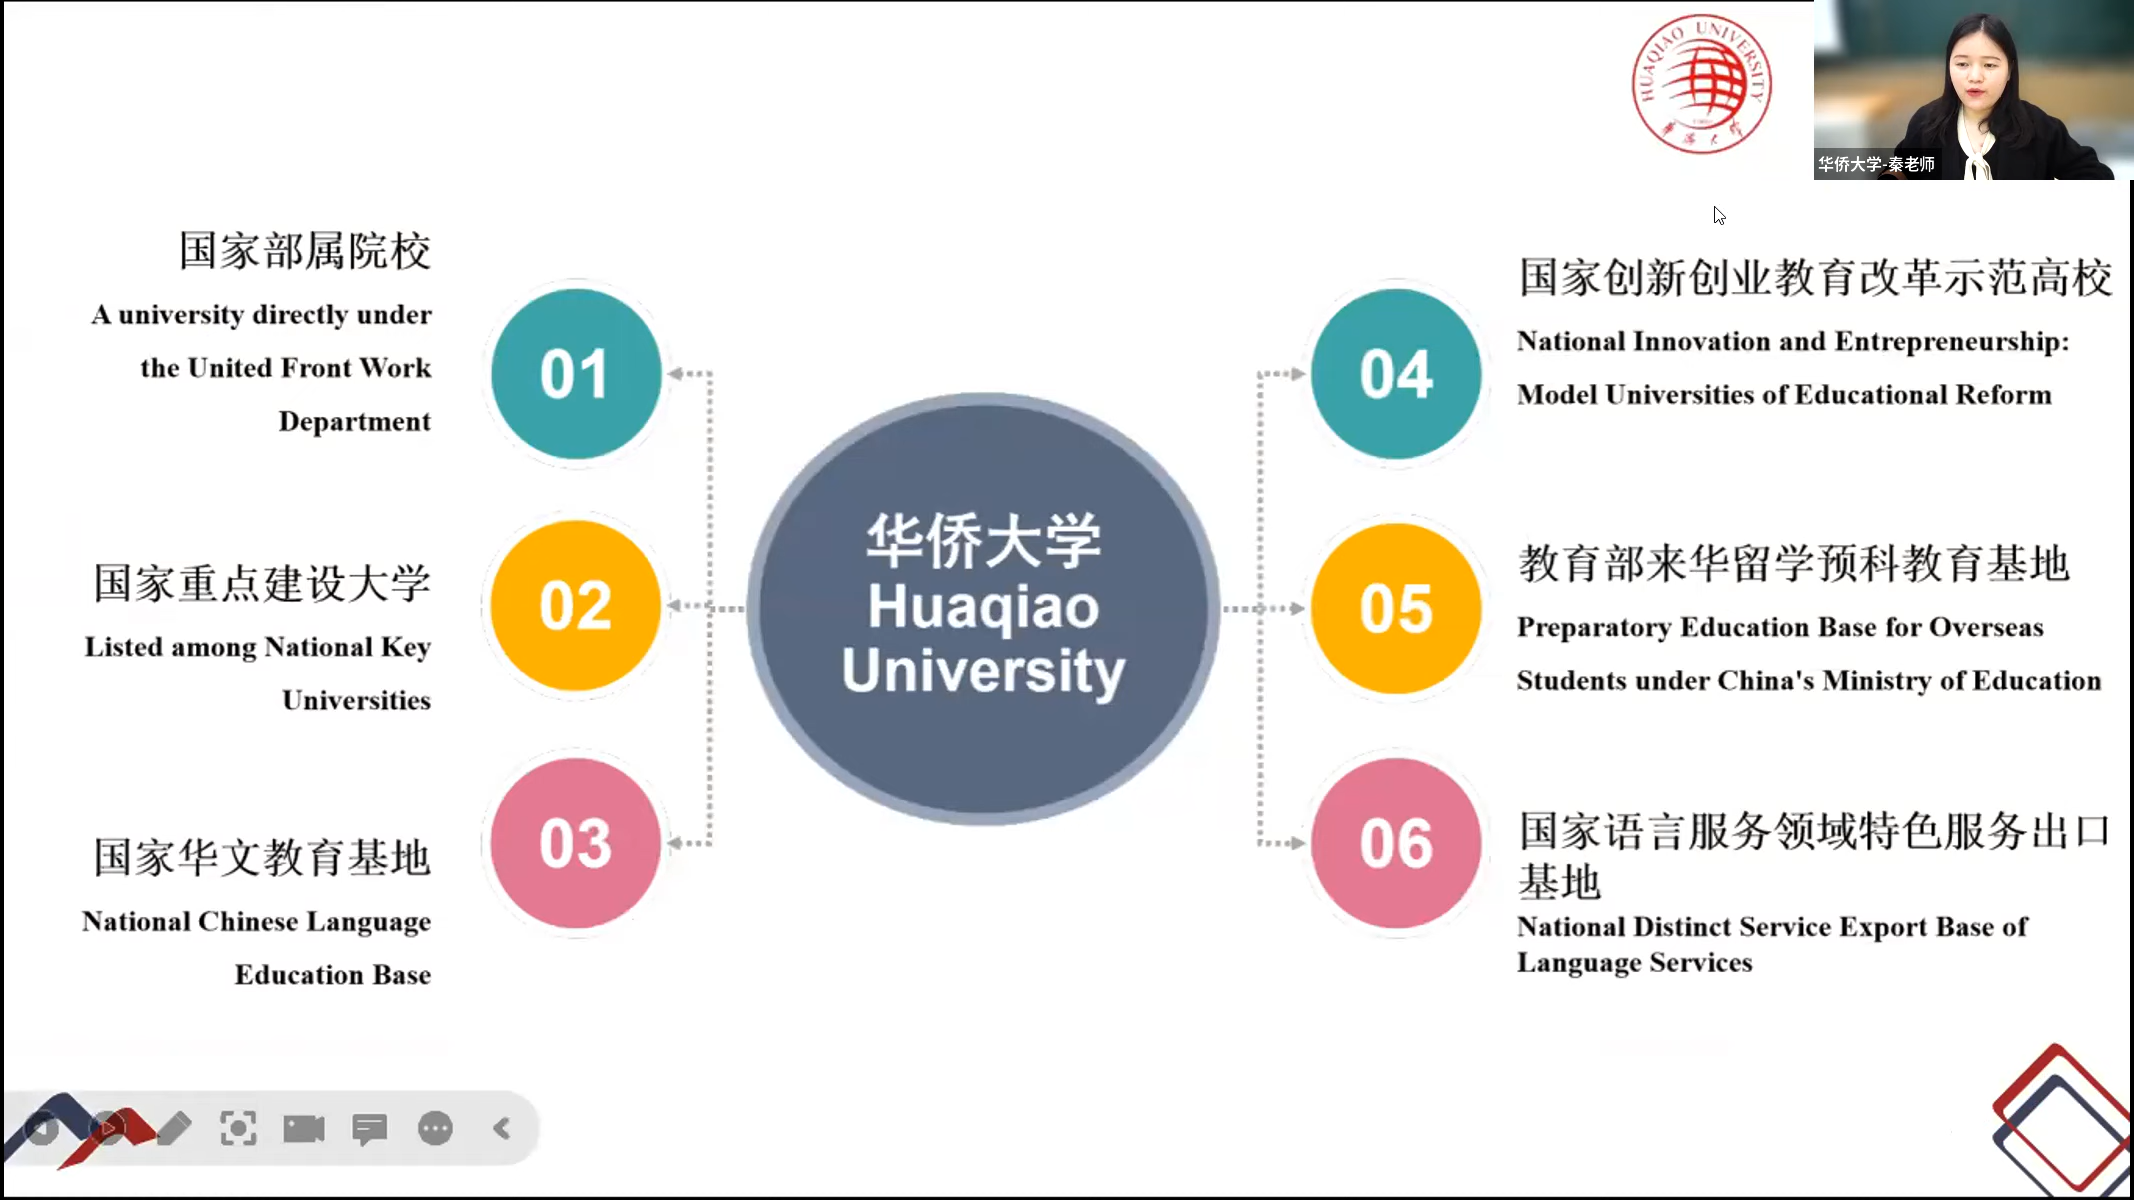 HUAQIAO UNIVERSITY
华侨大学
华侨大学-秦老师
国家部属院校
A university directly under
the United Front Work
Department
01
国家重点建设大学
Listed among National Key
Universities
02
国家华文教育基地
National Chinese Language
Education Base
03
华侨大学
Huaqiao
University
04
国家创新创业教育改革示范高校
National Innovation and Entrepreneurship:
Model Universities of Educational Reform
05
教育部来华留学预科教育基地
Preparatory Education Base for Overseas
Students under China's Ministry of Education
06
国家语言服务领域特色服务出口
基地
National Distinct Service Export Base of
Language Services